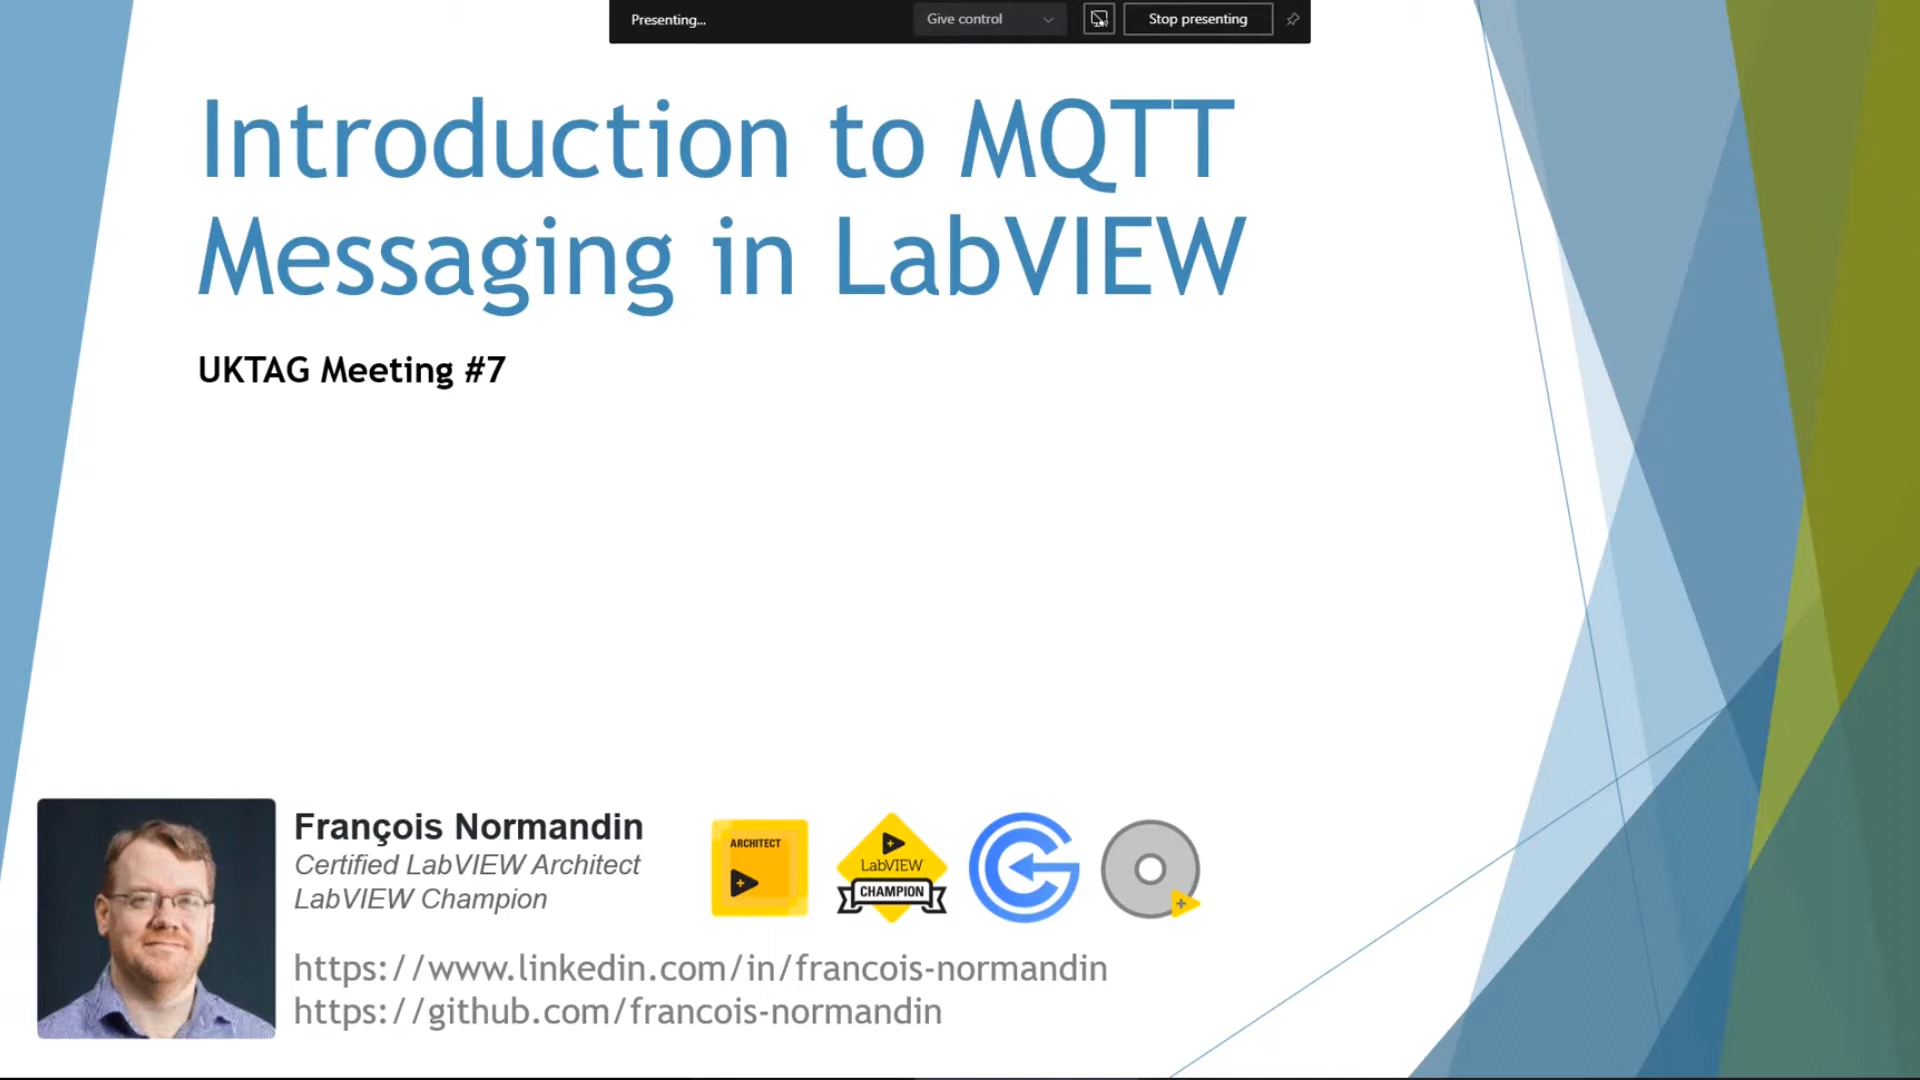 Presenting...
Give control
Stop presenting
Introduction to MQTT
Messaging in LabVIEW
UKTAG Meeting #7
François Normandin
Certified LabVIEW Architect
LabVIEW Champion
ARCHITECT
LabVIEW
CHAMPION
https://www.linkedin.com/in/francois-normandin
https://github.com/francois-normandin